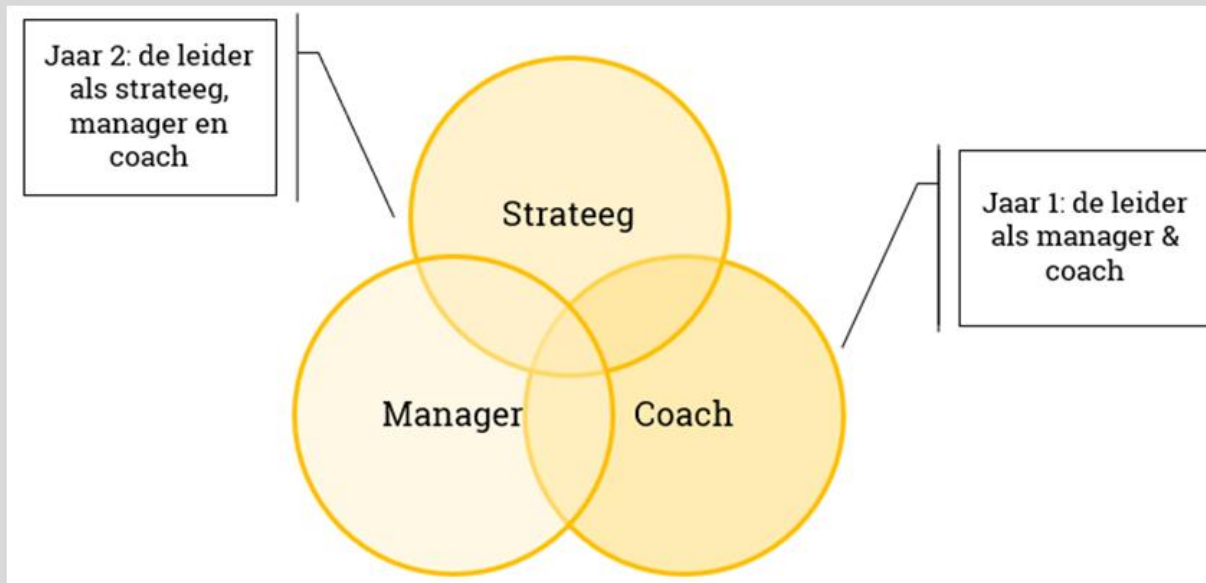 Jaar 2: de leider
als strateeg,
manager en
coach
Strateeg
Jaar 1: de leider
als manager &
coach
Manager
Coach